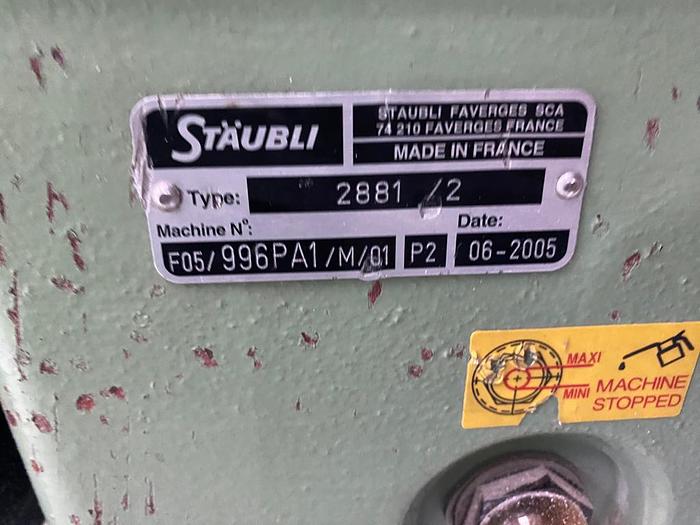 STÄUBLI
STAUBLI FAVERGES SCA
74 210 FAVERGES FRANCE
MADE IN FRANCE
Type: 2881 /2
Machine Nº: Date:
F05/996PA1/M/01 P2 06-2005
MAXI
MINI
MACHINE
STOPPED